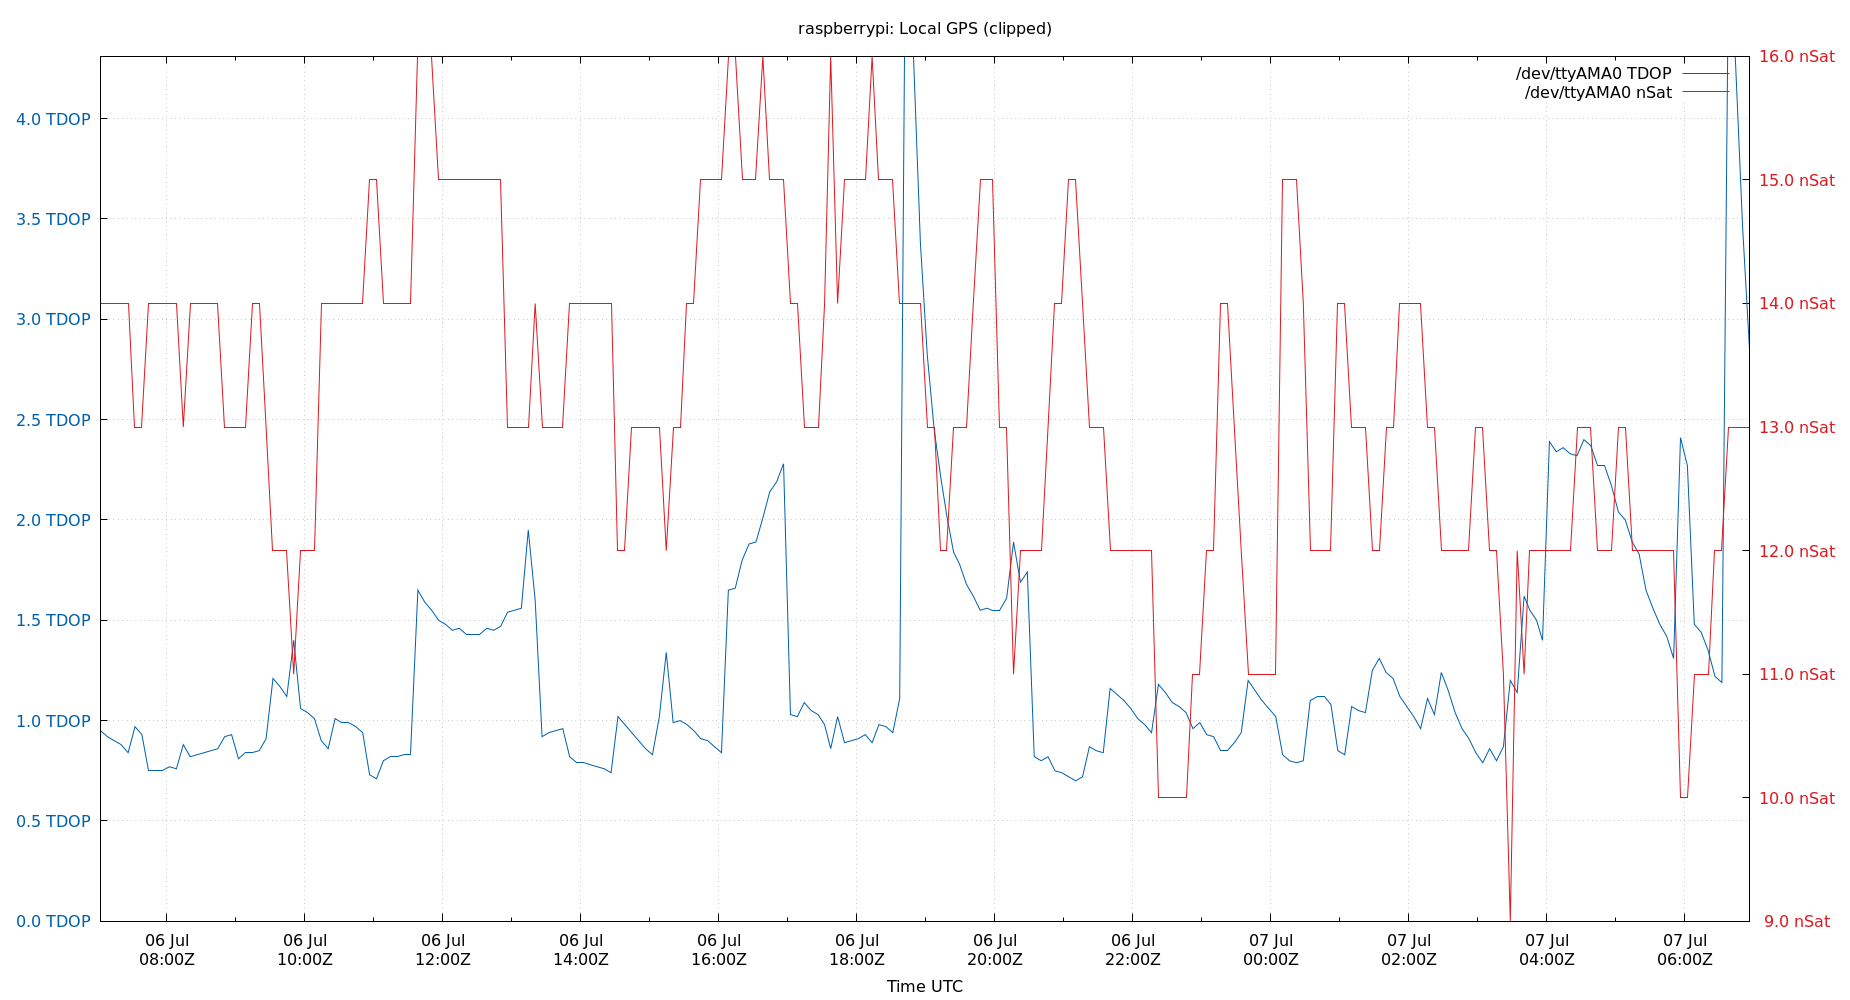 raspberrypi: Local GPS (clipped)
/dev/ttyAMA0 TDOP
/dev/ttyAMA0 nSat
4.0 TDOP
3.5 TDOP
3.0 TDOP
2.5 TDOP
2.0 TDOP
1.5 TDOP
1.0 TDOP
0.5 TDOP
0.0 TDOP
16.0 nSat
15.0 nSat
14.0 nSat
13.0 nSat
12.0 nSat
11.0 nSat
10.0 nSat
9.0 nSat
06 Jul 06 Jul 06 Jul 06 Jul 06 Jul 06 Jul 06 Jul 06 Jul 07 Jul 07 Jul 07 Jul 07 Jul
08:00Z 10:00Z 12:00Z 14:00Z 16:00Z 18:00Z 20:00Z 22:00Z 00:00Z 02:00Z 04:00Z 06:00Z
Time UTC